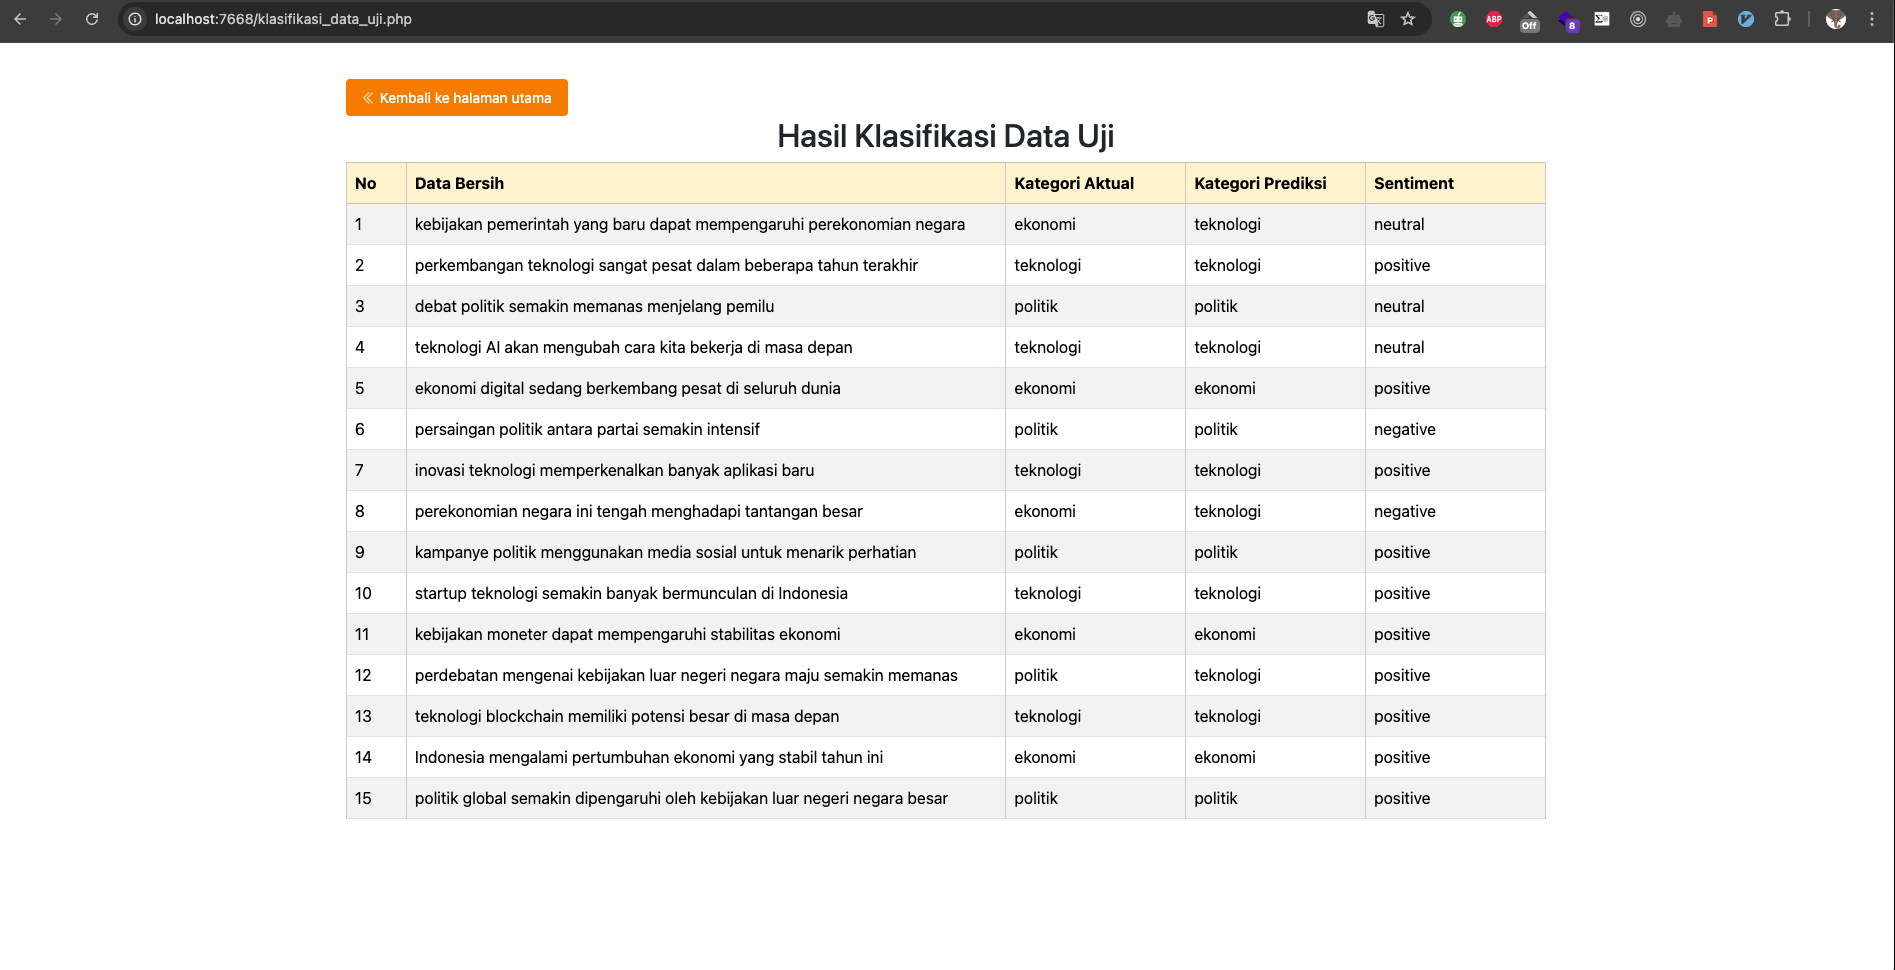 localhost:7668/klasifikasi_data_uji.php
ABP
Off
8
P
Kembali ke halaman utama
Hasil Klasifikasi Data Uji
No Data Bersih Kategori Aktual Kategori Prediksi Sentiment
1 kebijakan pemerintah yang baru dapat mempengaruhi perekonomian negara ekonomi teknologi neutral
2 perkembangan teknologi sangat pesat dalam beberapa tahun terakhir teknologi teknologi positive
3 debat politik semakin memanas menjelang pemilu politik politik neutral
4 teknologi AI akan mengubah cara kita bekerja di masa depan teknologi teknologi neutral
5 ekonomi digital sedang berkembang pesat di seluruh dunia ekonomi ekonomi positive
6 persaingan politik antara partai semakin intensif politik politik negative
7 inovasi teknologi memperkenalkan banyak aplikasi baru teknologi teknologi positive
8 perekonomian negara ini tengah menghadapi tantangan besar ekonomi teknologi negative
9 kampanye politik menggunakan media sosial untuk menarik perhatian politik politik positive
10 startup teknologi semakin banyak bermunculan di Indonesia teknologi teknologi positive
11 kebijakan moneter dapat mempengaruhi stabilitas ekonomi ekonomi ekonomi positive
12 perdebatan mengenai kebijakan luar negeri negara maju semakin memanas politik teknologi positive
13 teknologi blockchain memiliki potensi besar di masa depan teknologi teknologi positive
14 Indonesia mengalami pertumbuhan ekonomi yang stabil tahun ini ekonomi ekonomi positive
15 politik global semakin dipengaruhi oleh kebijakan luar negeri negara besar politik politik positive